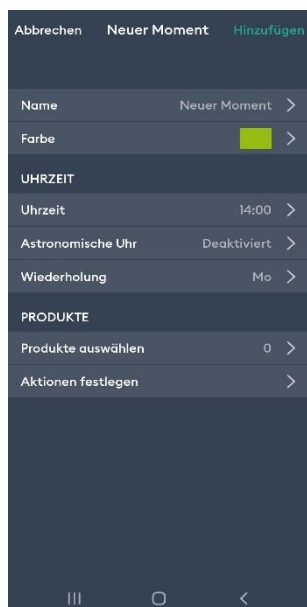 Abbrechen Neuer Moment Hinzufügen
Name Neuer Moment
Farbe
UHRZEIT
Uhrzeit 14:00
Astronomische Uhr Deaktiviert
Wiederholung Mo
PRODUKTE
Produkte auswählen 0
Aktionen festlegen